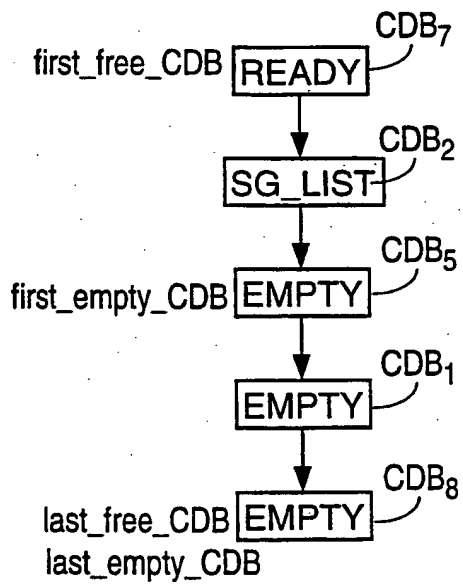 CDB7
first_free_CDB READY
CDB2
SG_LIST
CDB5
first_empty_CDB EMPTY
CDB1
EMPTY
CDB8
last_free_CDB EMPTY
last_empty_CDB